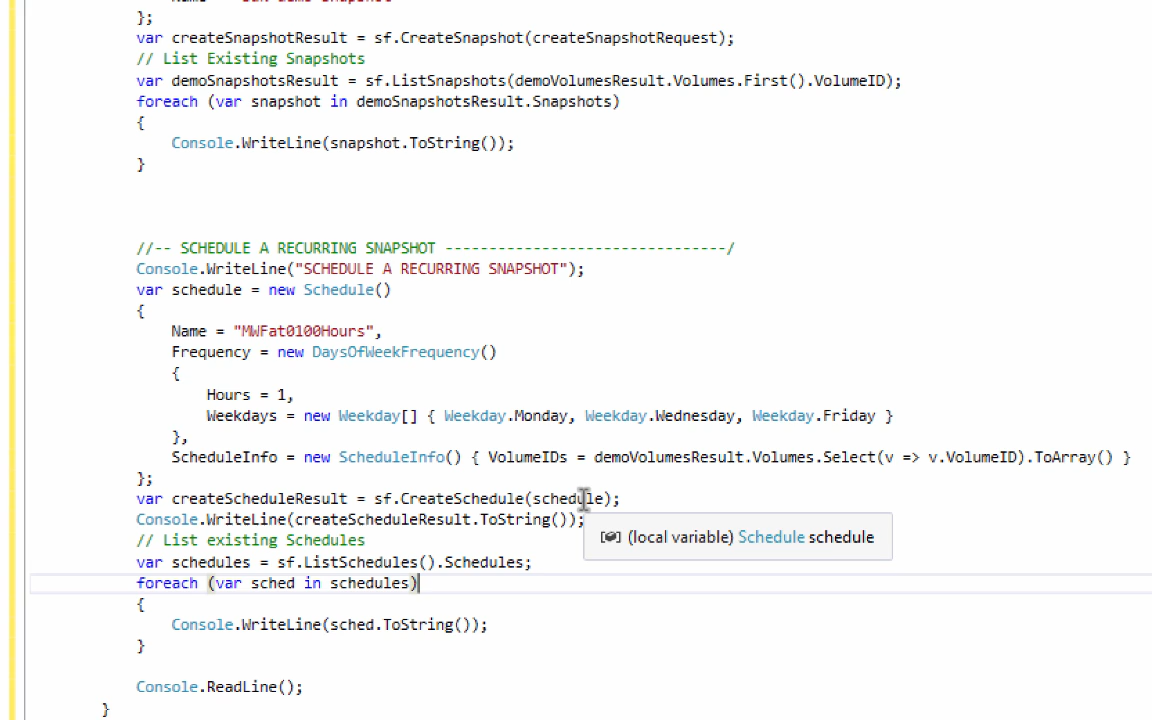 };
var createSnapshotResult = sf.CreateSnapshot(createSnapshotRequest);
// List Existing Snapshots
var demoSnapshotsResult = sf.ListSnapshots(demoVolumesResult.Volumes.First().VolumeID);
foreach (var snapshot in demoSnapshotsResult.Snapshots)
{
Console.WriteLine(snapshot.ToString());
}
//-- SCHEDULE A RECURRING SNAPSHOT --------------------------------/
Console.WriteLine("SCHEDULE A RECURRING SNAPSHOT");
var schedule = new Schedule()
{
Name = "MWFat0100Hours",
Frequency = new DaysOfWeekFrequency()
{
Hours = 1,
Weekdays = new Weekday[] { Weekday.Monday, Weekday.Wednesday, Weekday.Friday }
},
ScheduleInfo = new ScheduleInfo() { VolumeIDs = demoVolumesResult.Volumes.Select(v => v.VolumeID).ToArray() }
};
var createScheduleResult = sf.CreateSchedule(schedule);
Console.WriteLine(createScheduleResult.ToString());
(local variable) Schedule schedule
// List existing Schedules
var schedules = sf.ListSchedules().Schedules;
foreach (var sched in schedules)
{
Console.WriteLine(sched.ToString());
}
Console.ReadLine();
}